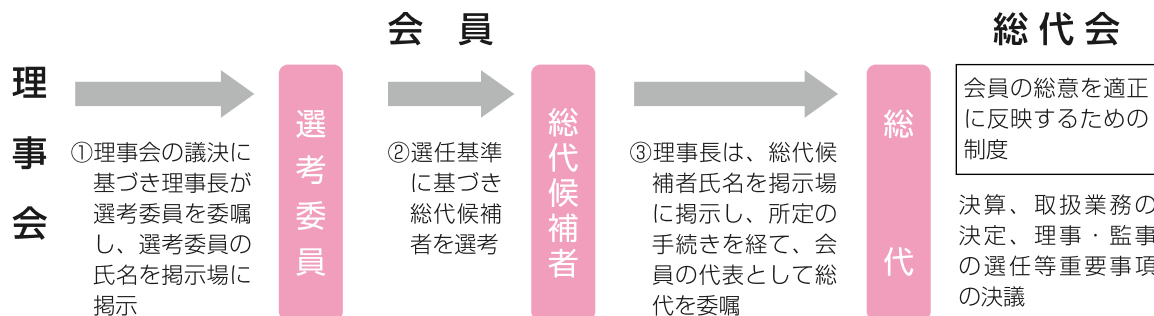 会員
総代会
理事会
①理事会の議決に
基づき理事長が
選考委員を委嘱
し、選考委員の
氏名を掲示場に
掲示
選考委員
②選任基準
に基づき
総代候補
者を選考
総代候補者
③理事長は、総代候
補者氏名を掲示場
に掲示し、所定の
手続きを経て、会
員の代表として総
代を委嘱
総代
会員の総意を適正
に反映するための
制度
決算、取扱業務の
決定、理事・監事
の選任等重要事項
の決議